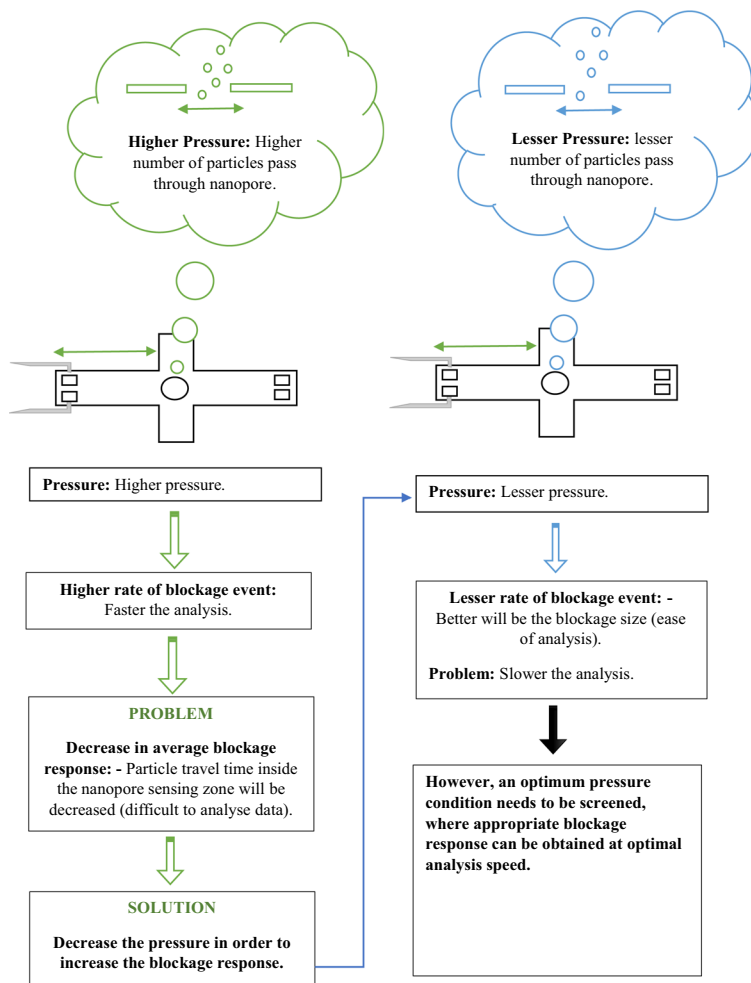 Higher Pressure: Higher
number of particles pass
through nanopore.
Lesser Pressure: lesser
number of particles pass
through nanopore.
Pressure: Higher pressure.
Higher rate of blockage event:
Faster the analysis.
PROBLEM
Decrease in average blockage
response: - Particle travel time inside
the nanopore sensing zone will be
decreased (difficult to analyse data).
SOLUTION
Decrease the pressure in order to
increase the blockage response.
Pressure: Lesser pressure.
Lesser rate of blockage event: -
Better will be the blockage size (ease
of analysis).
Problem: Slower the analysis.
However, an optimum pressure
condition needs to be screened,
where appropriate blockage
response can be obtained at optimal
analysis speed.